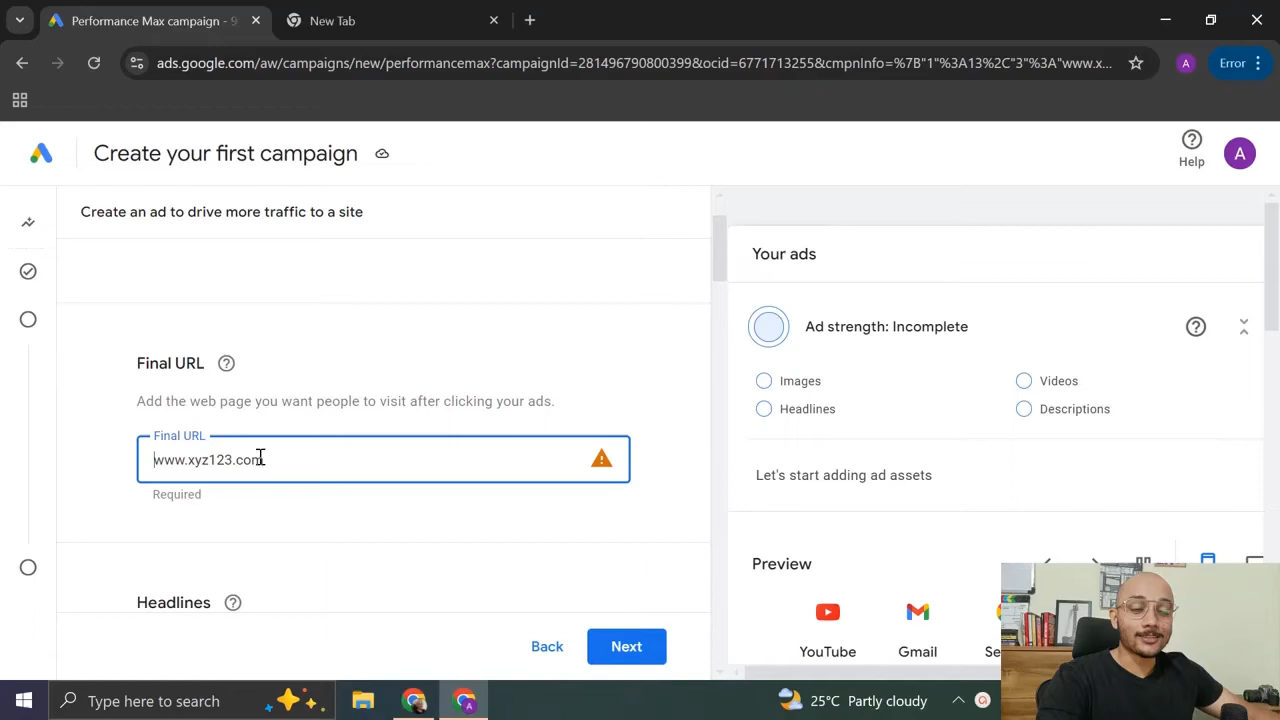 Performance Max campaign - 9
New Tab
ads.google.com/aw/campaigns/new/performancemax?campaignId=281496790800399&ocid=6771713255&cmpnInfo=%7B"1"%3A13%2C"3"%3A"www.x...
A
Error
Create your first campaign
Help
A
Create an ad to drive more traffic to a site
Final URL
Add the web page you want people to visit after clicking your ads.
Final URL
www.xyz123.com
Required
Headlines
Back
Next
Your ads
Ad strength: Incomplete
Images
Videos
Headlines
Descriptions
Let's start adding ad assets
Preview
YouTube
Gmail
Type here to search
25°C Partly cloudy